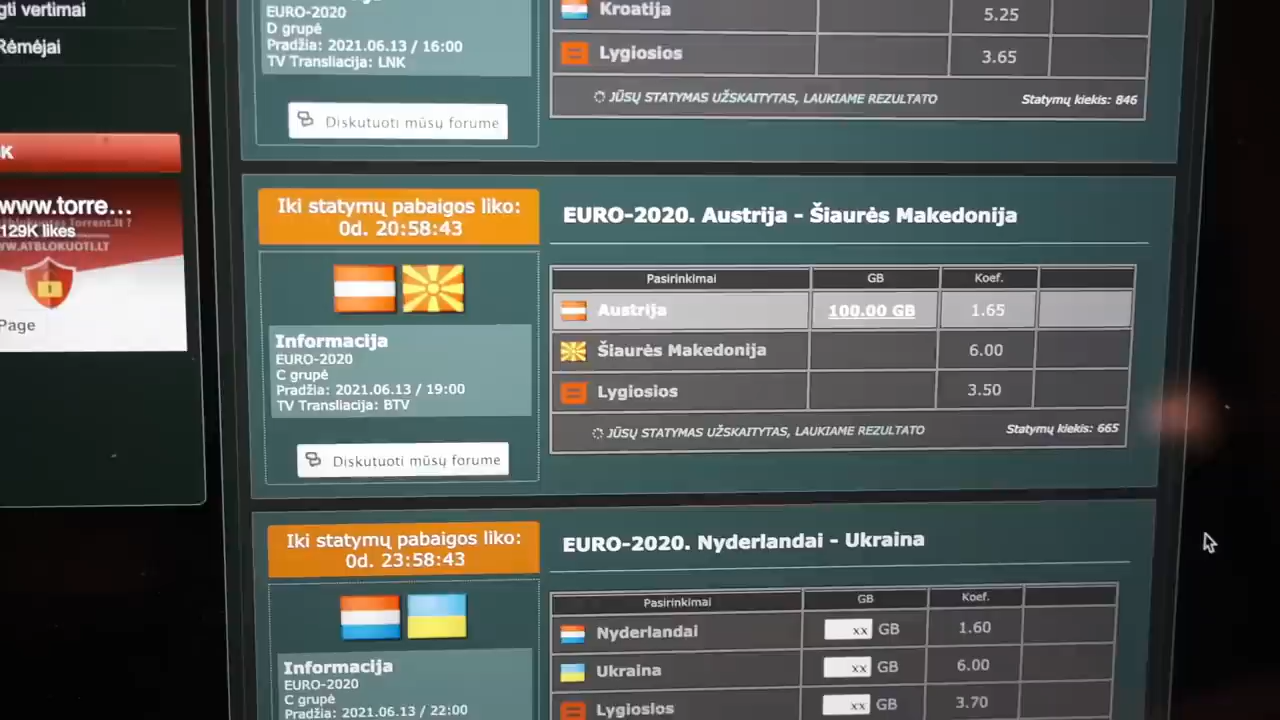 gti vertimai
Rėmėjai
K
www.torre...
129K likes
WW.ATBLOKUOTI.LT
Page
EURO-2020
D grupė
Pradžia: 2021.06.13 / 16:00
TV Transliacija: LNK
Diskutuoti mūsų forume
Kroatija
5.25
Lygiosios
3.65
JŪSŲ STATYMAS UŽSKAITYTAS, LAUKIAME REZULTATO
Statymų kiekis: 846
Iki statymų pabaigos liko:
0d. 20:58:43
EURO-2020. Austrija - Šiaurės Makedonija
Informacija
EURO-2020
C grupė
Pradžia: 2021.06.13 / 19:00
TV Transliacija: BTV
Diskutuoti mūsų forume
Pasirinkimai GB Koef.
Austrija 100.00 GB 1.65
Šiaurės Makedonija 6.00
Lygiosios 3.50
JŪSŲ STATYMAS UŽSKAITYTAS, LAUKIAME REZULTATO
Statymų kiekis: 665
Iki statymų pabaigos liko:
0d. 23:58:43
EURO-2020. Nyderlandai - Ukraina
Informacija
EURO-2020
C grupė
Pradžia: 2021.06.13 / 22:00
Pasirinkimai GB Koef.
Nyderlandai xx GB 1.60
Ukraina xx GB 6.00
Lygiosios xx GB 3.70